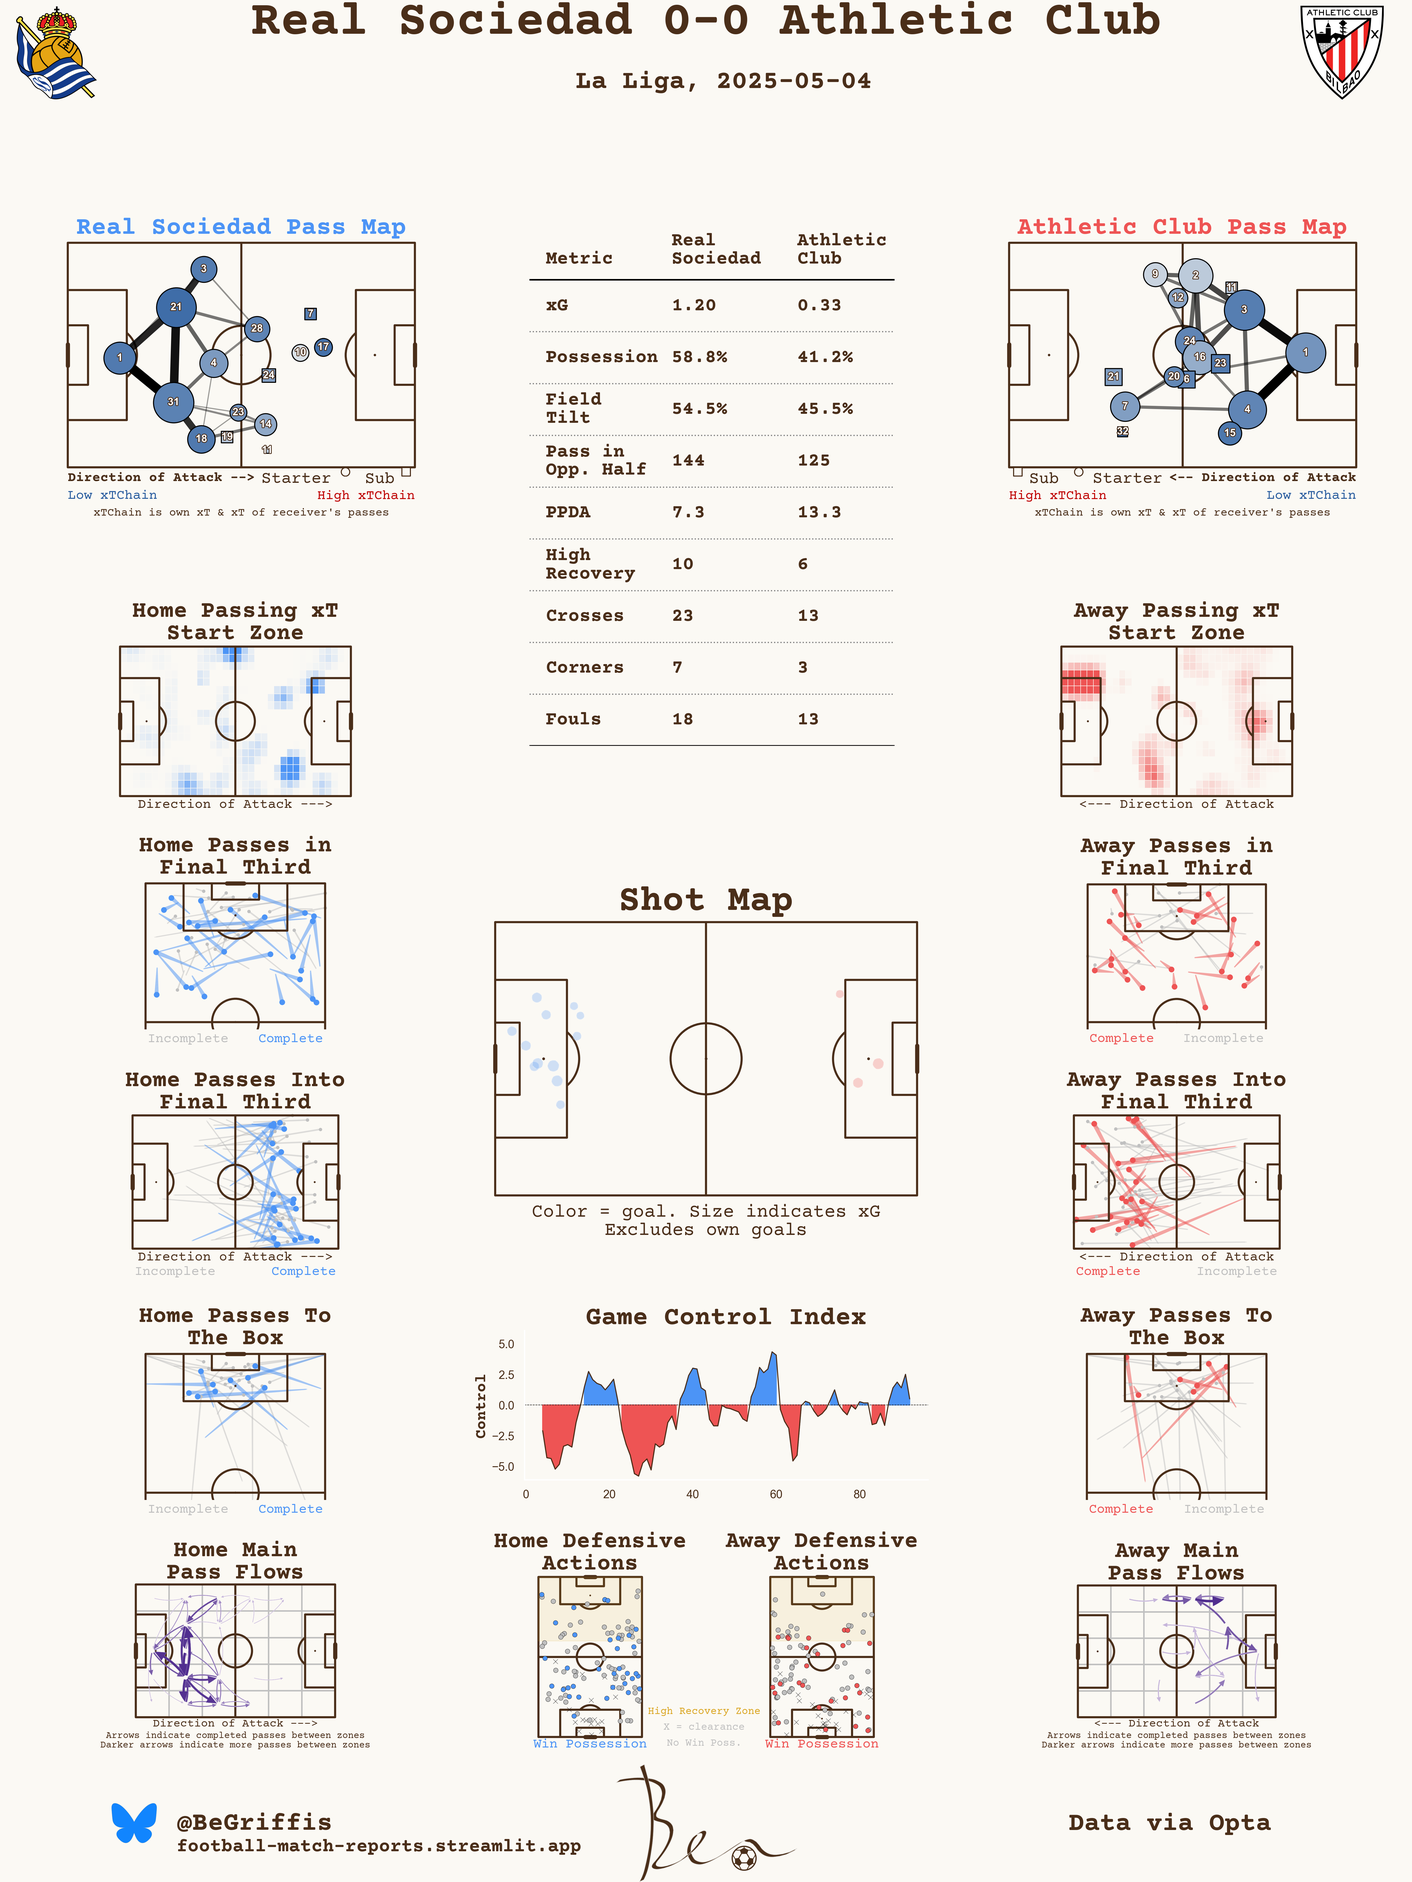 Real Sociedad 0-0 Athletic Club
La Liga, 2025-05-04
ATHLETIC CLUB
BILBAO
Real Sociedad Pass Map
3
21
28
7
1
10
17
4
24
31
23
14
18
19
11
Direction of Attack --> Starter Sub
Low xTChain High xTChain
xTChain is own xT & xT of receiver's passes
Metric Real Sociedad Athletic Club
xG 1.20 0.33
Possession 58.8% 41.2%
Field Tilt 54.5% 45.5%
Pass in Opp. Half 144 125
PPDA 7.3 13.3
High Recovery 10 6
Crosses 23 13
Corners 7 3
Fouls 18 13
Athletic Club Pass Map
9
2
12
11
3
24
16
1
23
21
20
6
7
4
32
15
Sub Starter <-- Direction of Attack
High xTChain Low xTChain
xTChain is own xT & xT of receiver's passes
Home Passing xT
Start Zone
Direction of Attack --->
Away Passing xT
Start Zone
<--- Direction of Attack
Home Passes in
Final Third
Incomplete Complete
Away Passes in
Final Third
Complete Incomplete
Shot Map
Color = goal. Size indicates xG
Excludes own goals
Home Passes Into
Final Third
Direction of Attack --->
Incomplete Complete
Away Passes Into
Final Third
<--- Direction of Attack
Complete Incomplete
Home Passes To
The Box
Incomplete Complete
Game Control Index
Control
5.0
2.5
0.0
−2.5
−5.0
0 20 40 60 80
Away Passes To
The Box
Complete Incomplete
Home Main
Pass Flows
Direction of Attack --->
Arrows indicate completed passes between zones
Darker arrows indicate more passes between zones
Home Defensive
Actions
Win Possession
High Recovery Zone
X = clearance
No Win Poss.
Away Defensive
Actions
Win Possession
Away Main
Pass Flows
<--- Direction of Attack
Arrows indicate completed passes between zones
Darker arrows indicate more passes between zones
@BeGriffis
football-match-reports.streamlit.app
Ben
Data via Opta